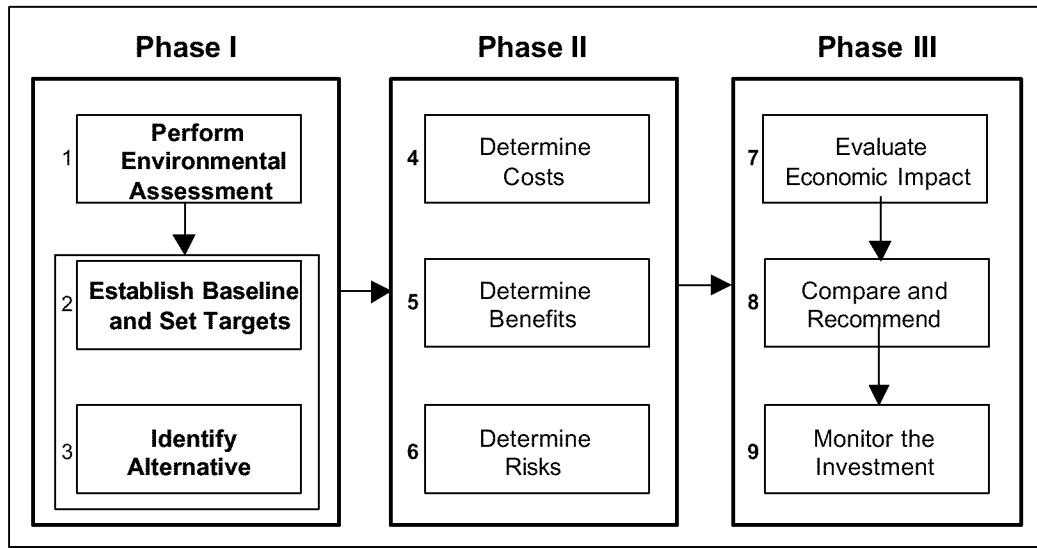 Phase I
Phase II
Phase III
1
Perform
Environmental
Assessment
2
Establish Baseline
and Set Targets
3
Identify
Alternative
4
Determine
Costs
5
Determine
Benefits
6
Determine
Risks
7
Evaluate
Economic Impact
8
Compare and
Recommend
9
Monitor the
Investment